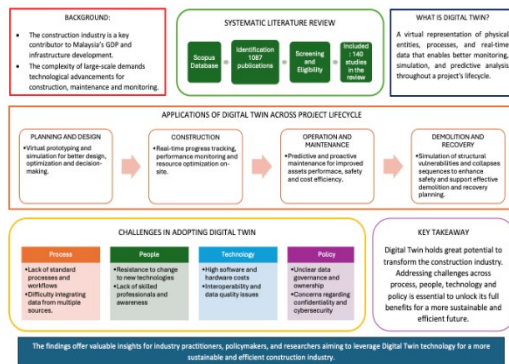 BACKGROUND:
• The construction industry is a key
contributor to Malaysia's GDP and
infrastructure development.
• The complexity of large-scale demands
technological advancements for
construction, maintenance and monitoring.
SYSTEMATIC LITERATURE REVIEW
Scopus
Database
Identification
1087
publications
Screening
and
Eligibility
Included
: 140
studies in
the review
WHAT IS DIGITAL TWIN?
A virtual representation of physical
entities, processes, and real-time
data that enables better monitoring,
simulation, and predictive analysis
throughout a project's lifecycle.
APPLICATIONS OF DIGITAL TWIN ACROSS PROJECT LIFECYCLE
PLANNING AND DESIGN
•Virtual prototyping and
simulation for better design,
optimization and decision-
making.
CONSTRUCTION
•Real-time progress tracking,
performance monitoring and
resource optimization on-
site.
OPERATION AND
MAINTENANCE
•Predictive and proactive
maintenance for improved
assets performace, safety
and cost efficiency.
DEMOLITION AND
RECOVERY
•Simulation of structural
vulnerabilities and collapses
sequences to enhance
safety and support effective
demolition and recovery
planning.
CHALLENGES IN ADOPTING DIGITAL TWIN
Process
•Lack of standard
processes and
workflows
•Difficulty integrating
data from multiple
sources.
People
•Resistance to change
to new technologies
•Lack of skilled
professionals and
awareness
Technology
•High software and
hardware costs
•Interoperability and
data quality issues
Policy
•Unclear data
governance and
ownership
•Concerns regarding
confidentiality and
cybersecurity
KEY TAKEAWAY
Digital Twin holds great potential to
transform the construction industry.
Addressing challenges across
process, people, technology and
policy is essential to unlock its full
benefits for a more sustainable and
efficient future.
The findings offer valuable insights for industry practitioners, policymakers, and researchers aiming to leverage Digital Twin technology for a more
sustainable and efficient construction industry.